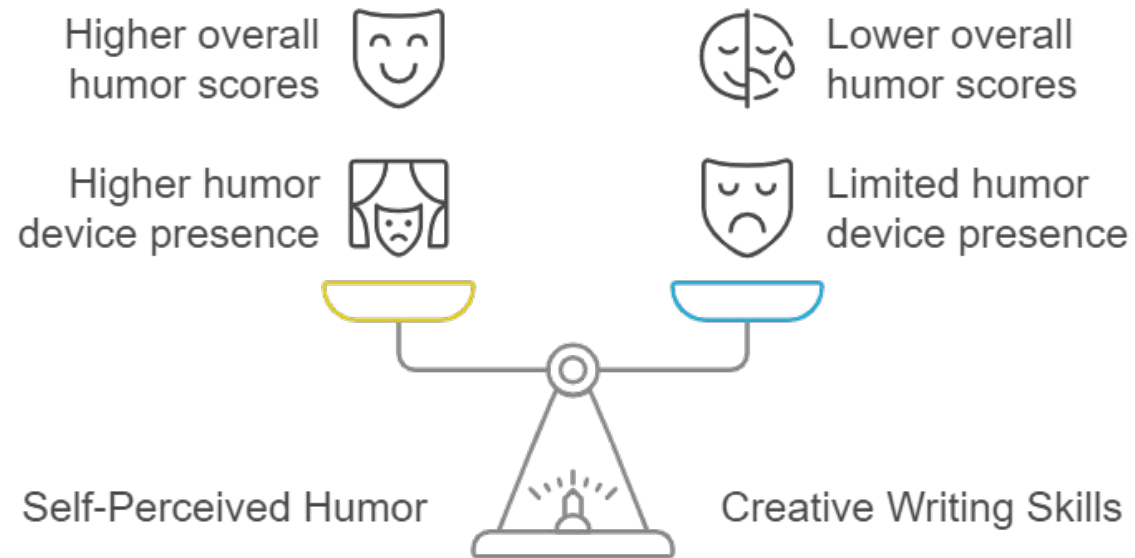 Higher overall
humor scores
Lower overall
humor scores
Higher humor
device presence
Limited humor
device presence
Self-Perceived Humor
Creative Writing Skills